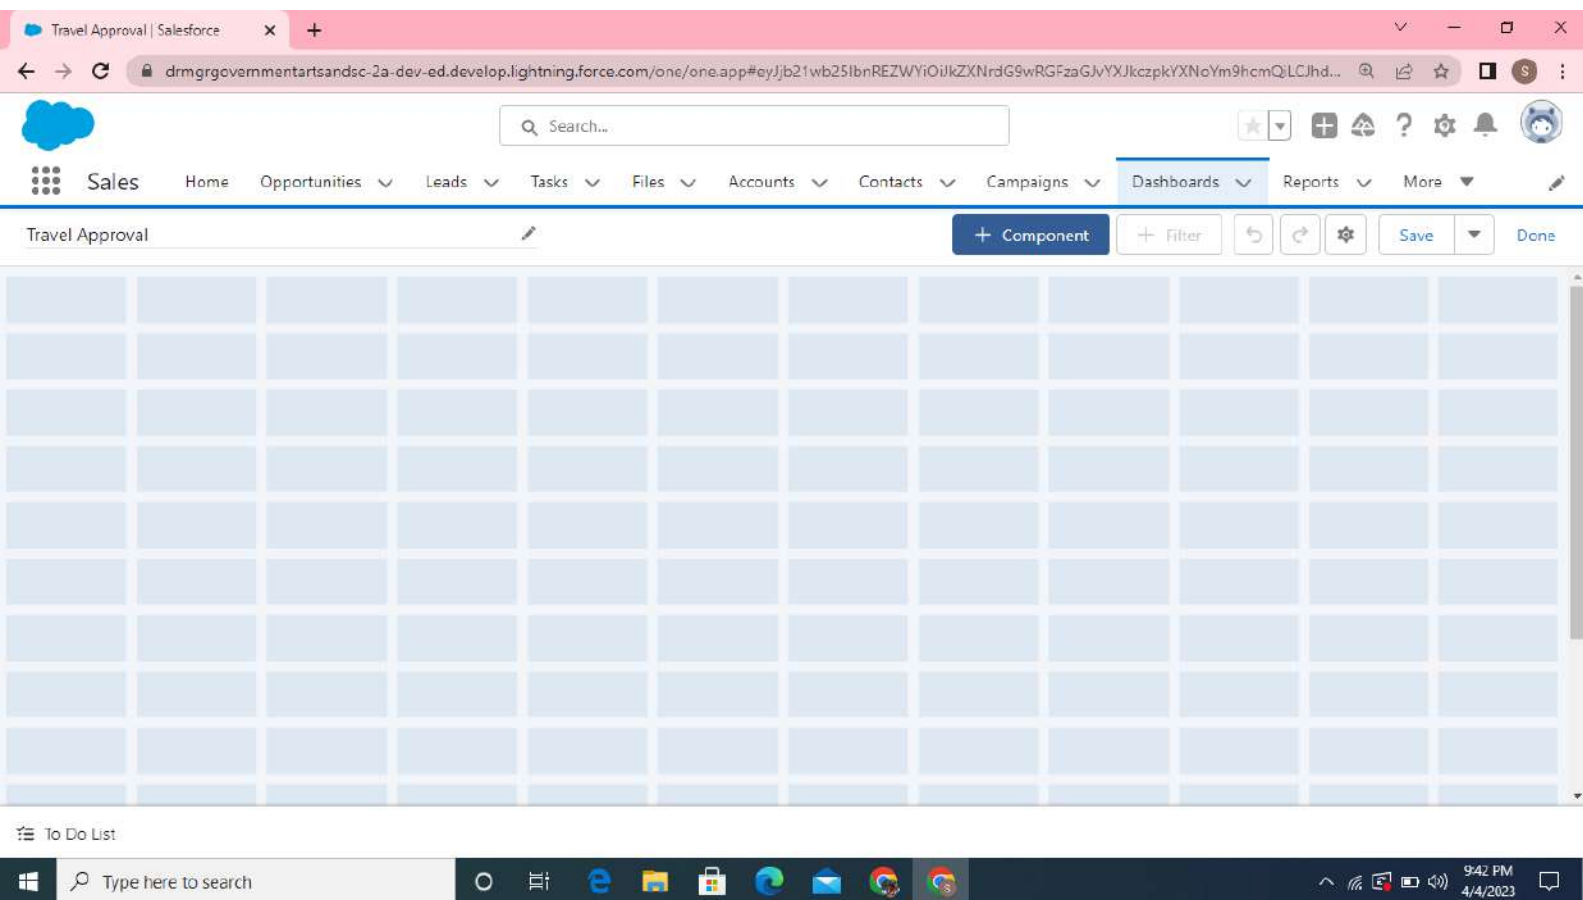 Travel Approval | Salesforce
drmgrgovernmentartsandsc-2a-dev-ed.develop.lightning.force.com/one/one.app#eyJjb21wb25lbnREZWYiOiJkZXNrdG9wRGFzaGJvYXJkczpkYXNoYm9hcmQiLCJhd...
S
Search...
Sales Home Opportunities Leads Tasks Files Accounts Contacts Campaigns Dashboards Reports More
Travel Approval + Component + Filter Save Done
To Do List
Type here to search
9:42 PM
4/4/2023